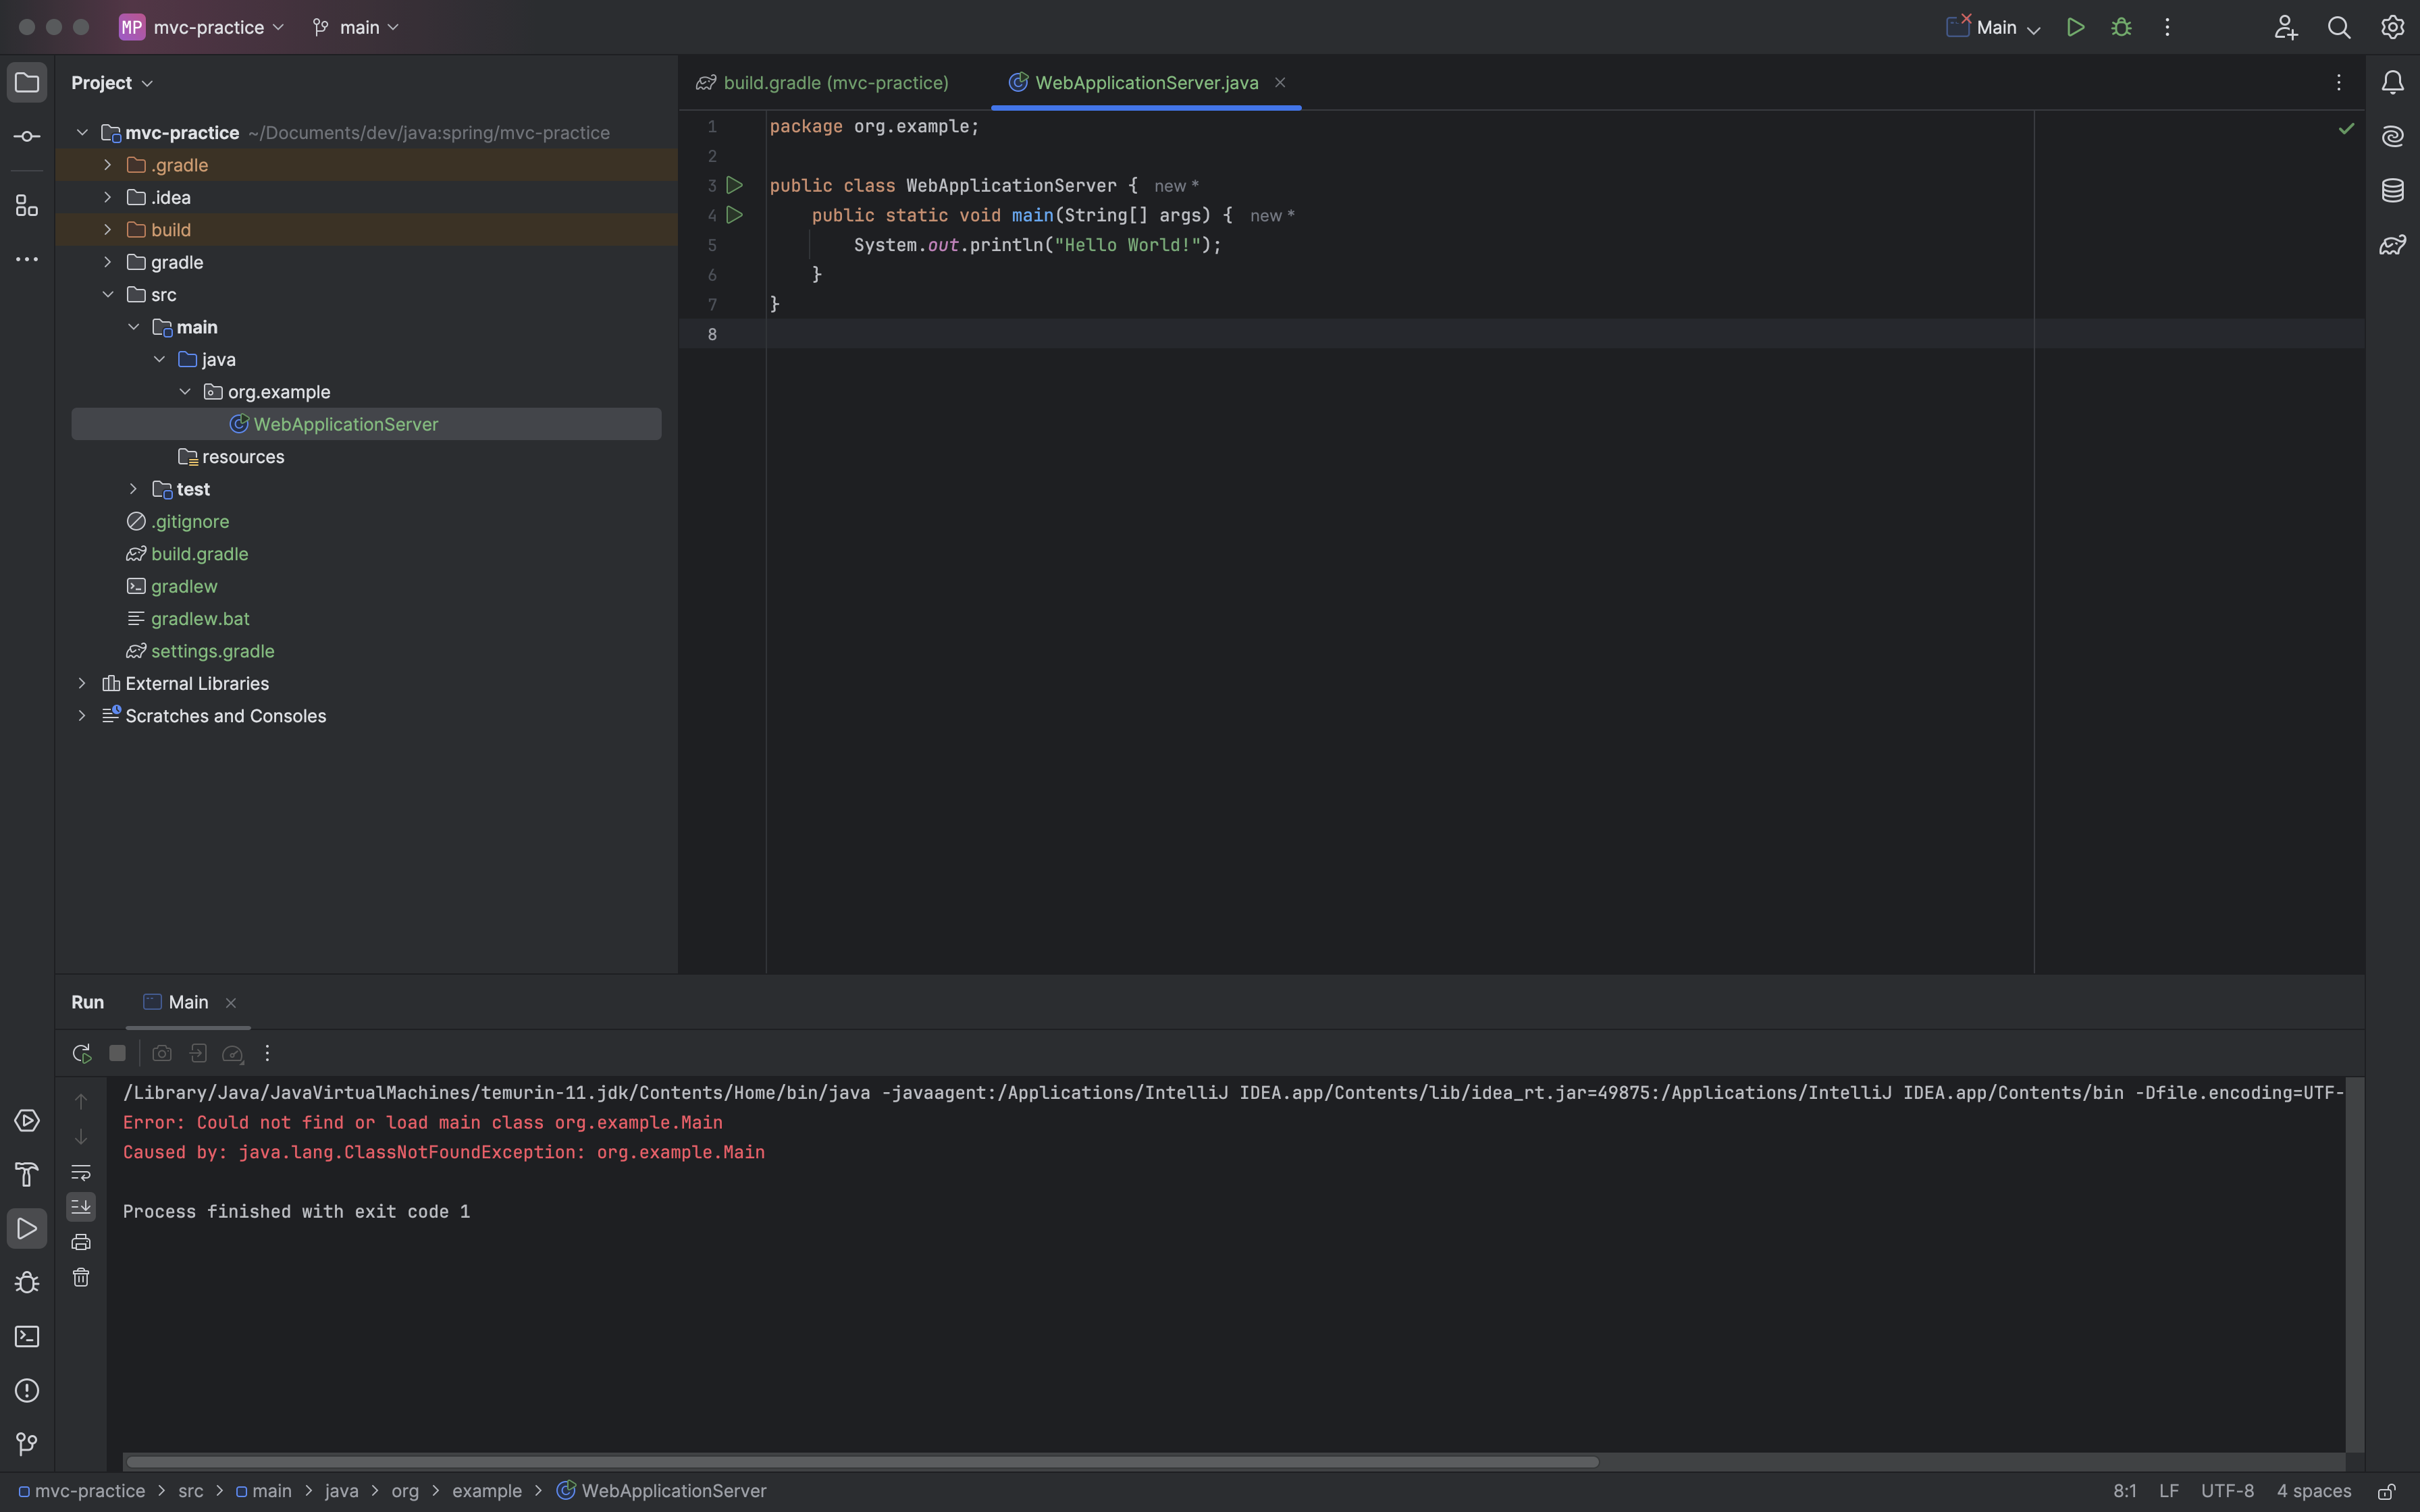 MP mvc-practice main Main
Project
build.gradle (mvc-practice) WebApplicationServer.java
mvc-practice ~/Documents/dev/java:spring/mvc-practice
.gradle
.idea
build
gradle
src
main
java
org.example
WebApplicationServer
resources
test
.gitignore
build.gradle
gradlew
gradlew.bat
settings.gradle
External Libraries
Scratches and Consoles
1 package org.example;
2
3 public class WebApplicationServer { new *
4 public static void main(String[] args) { new *
5 System.out.println("Hello World!");
6 }
7 }
8
Run Main
/Library/Java/JavaVirtualMachines/temurin-11.jdk/Contents/Home/bin/java -javaagent:/Applications/IntelliJ IDEA.app/Contents/lib/idea_rt.jar=49875:/Applications/IntelliJ IDEA.app/Contents/bin -Dfile.encoding=UTF-
Error: Could not find or load main class org.example.Main
Caused by: java.lang.ClassNotFoundException: org.example.Main
Process finished with exit code 1
mvc-practice > src > main > java > org > example > WebApplicationServer 8:1 LF UTF-8 4 spaces